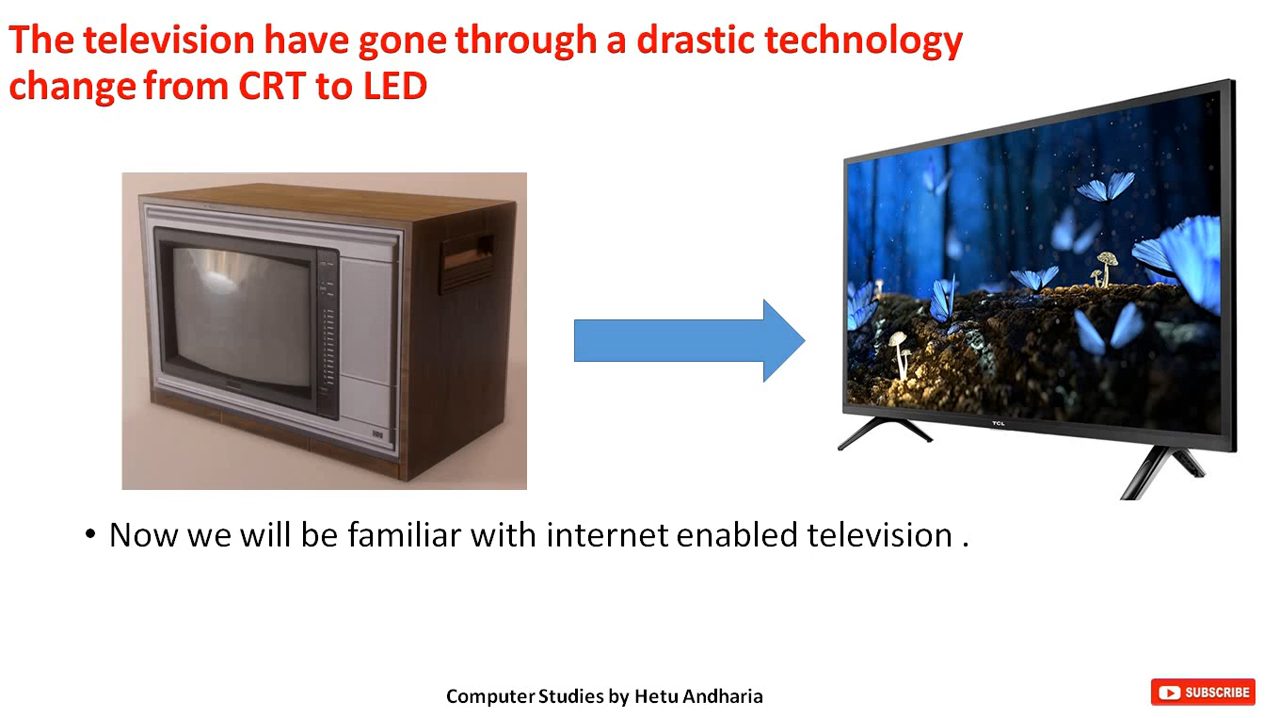 The television have gone through a drastic technology
change from CRT to LED
TCL
• Now we will be familiar with internet enabled television .
Computer Studies by Hetu Andharia
SUBSCRIBE